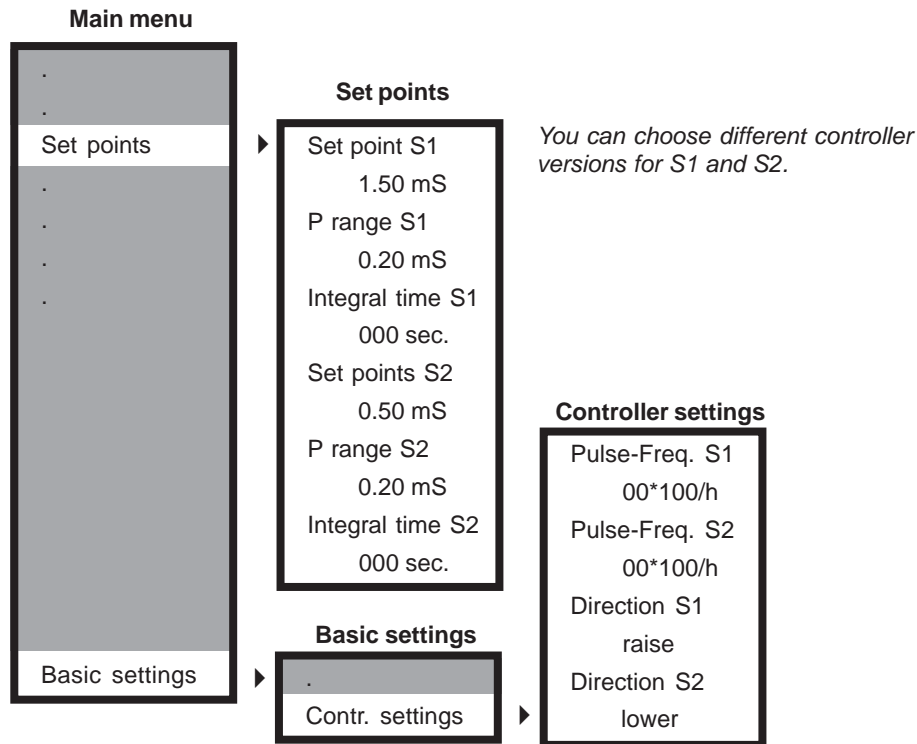 Main menu
.
.
Set points
.
.
.
.
Basic settings
Set points
Set point S1
1.50 mS
P range S1
0.20 mS
Integral time S1
000 sec.
Set points S2
0.50 mS
P range S2
0.20 mS
Integral time S2
000 sec.
You can choose different controller
versions for S1 and S2.
Basic settings
.
Contr. settings
Controller settings
Pulse-Freq. S1
00*100/h
Pulse-Freq. S2
00*100/h
Direction S1
raise
Direction S2
lower